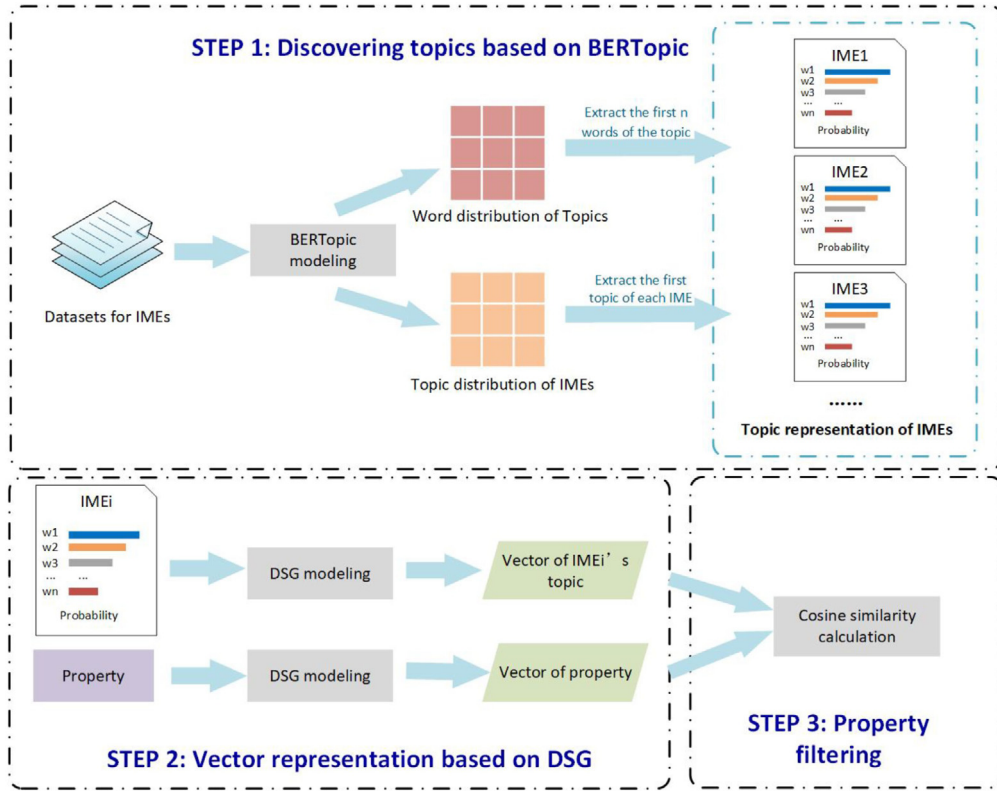 STEP 1: Discovering topics based on BERTopic
Datasets for IMEs
BERTopic
modeling
Word distribution of Topics
Topic distribution of IMEs
Extract the first n
words of the topic
Extract the first
topic of each IME
IME1
w1
w2
w3
... ...
wn
Probability
IME2
w1
w2
w3
... ...
wn
Probability
IME3
w1
w2
w3
... ...
wn
Probability
......
Topic representation of IMEs
IMEi
w1
w2
w3
... ...
wn
Probability
DSG modeling
Vector of IMEi's
topic
Property
DSG modeling
Vector of property
STEP 2: Vector representation based on DSG
Cosine similarity
calculation
STEP 3: Property
filtering